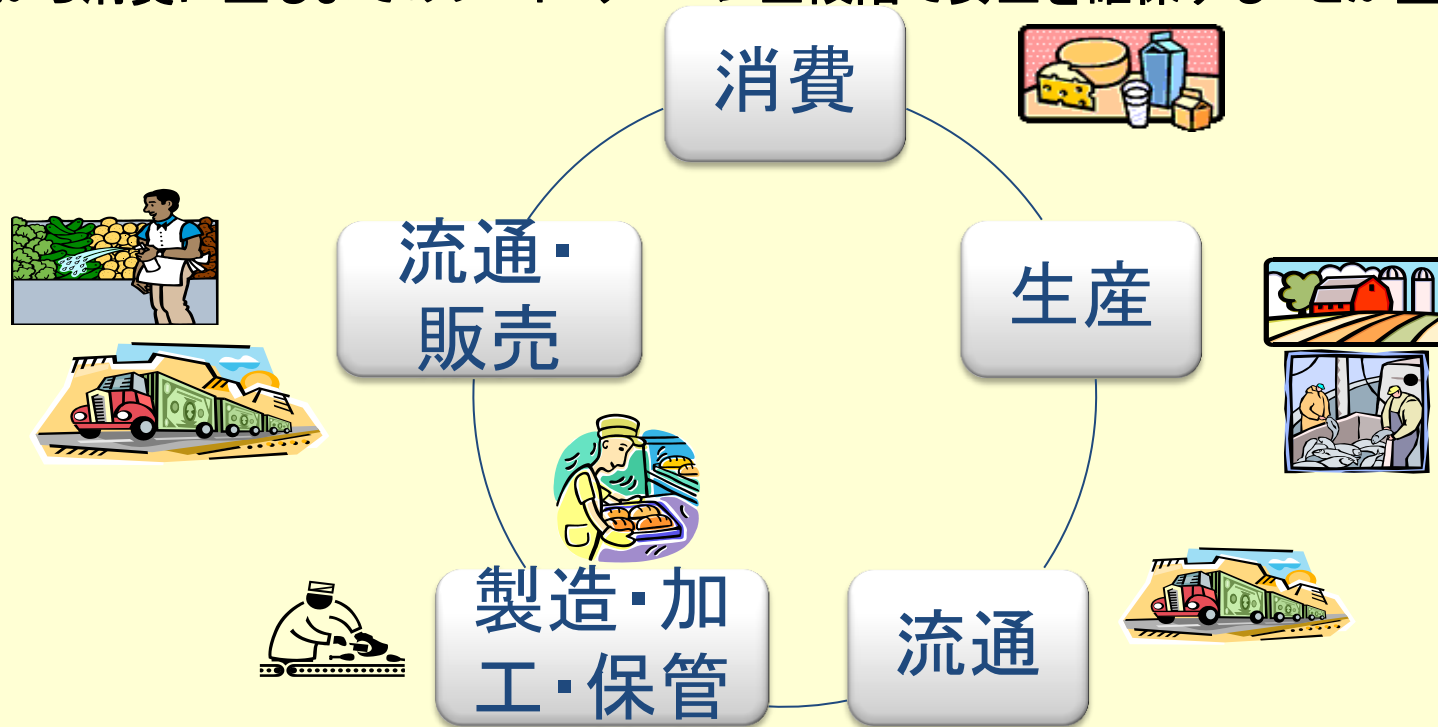 消費
流通・
販売
生産
製造・加
工・保管
流通